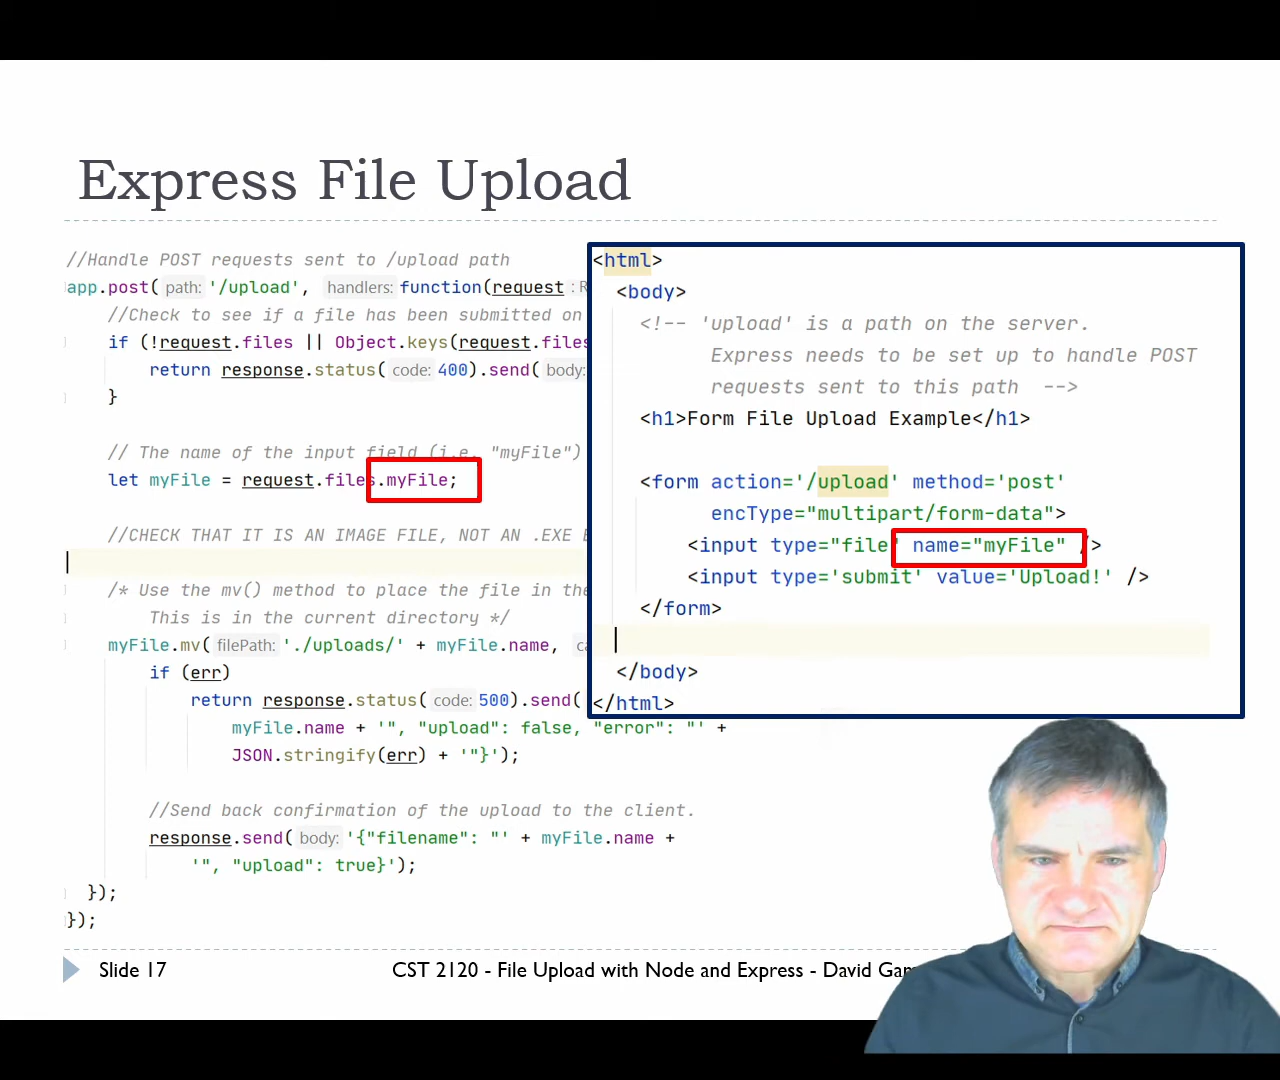 Express File Upload
//Handle POST requests sent to /upload path
app.post( path: '/upload', handlers: function(request : R
//Check to see if a file has been submitted on
if (!request.files || Object.keys(request.files
return response.status( code: 400).send( body:
}
// The name of the input field (i.e. "myFile")
let myFile = request.files.myFile;
//CHECK THAT IT IS AN IMAGE FILE, NOT AN .EXE
/* Use the mv() method to place the file in the
This is in the current directory */
myFile.mv( filePath: './uploads/' + myFile.name,
if (err)
return response.status( code: 500).send(
myFile.name + '", "upload": false, "error": "' +
JSON.stringify(err) + '"}');
//Send back confirmation of the upload to the client.
response.send( body: '{"filename": "' + myFile.name +
'", "upload": true}');
});
});
<html>
<body>
<!-- 'upload' is a path on the server.
Express needs to be set up to handle POST
requests sent to this path -->
<h1>Form File Upload Example</h1>
<form action='/upload' method='post'
encType="multipart/form-data">
<input type="file" name="myFile" />
<input type='submit' value='Upload!' />
</form>
</body>
</html>
Slide 17
CST 2120 - File Upload with Node and Express - David